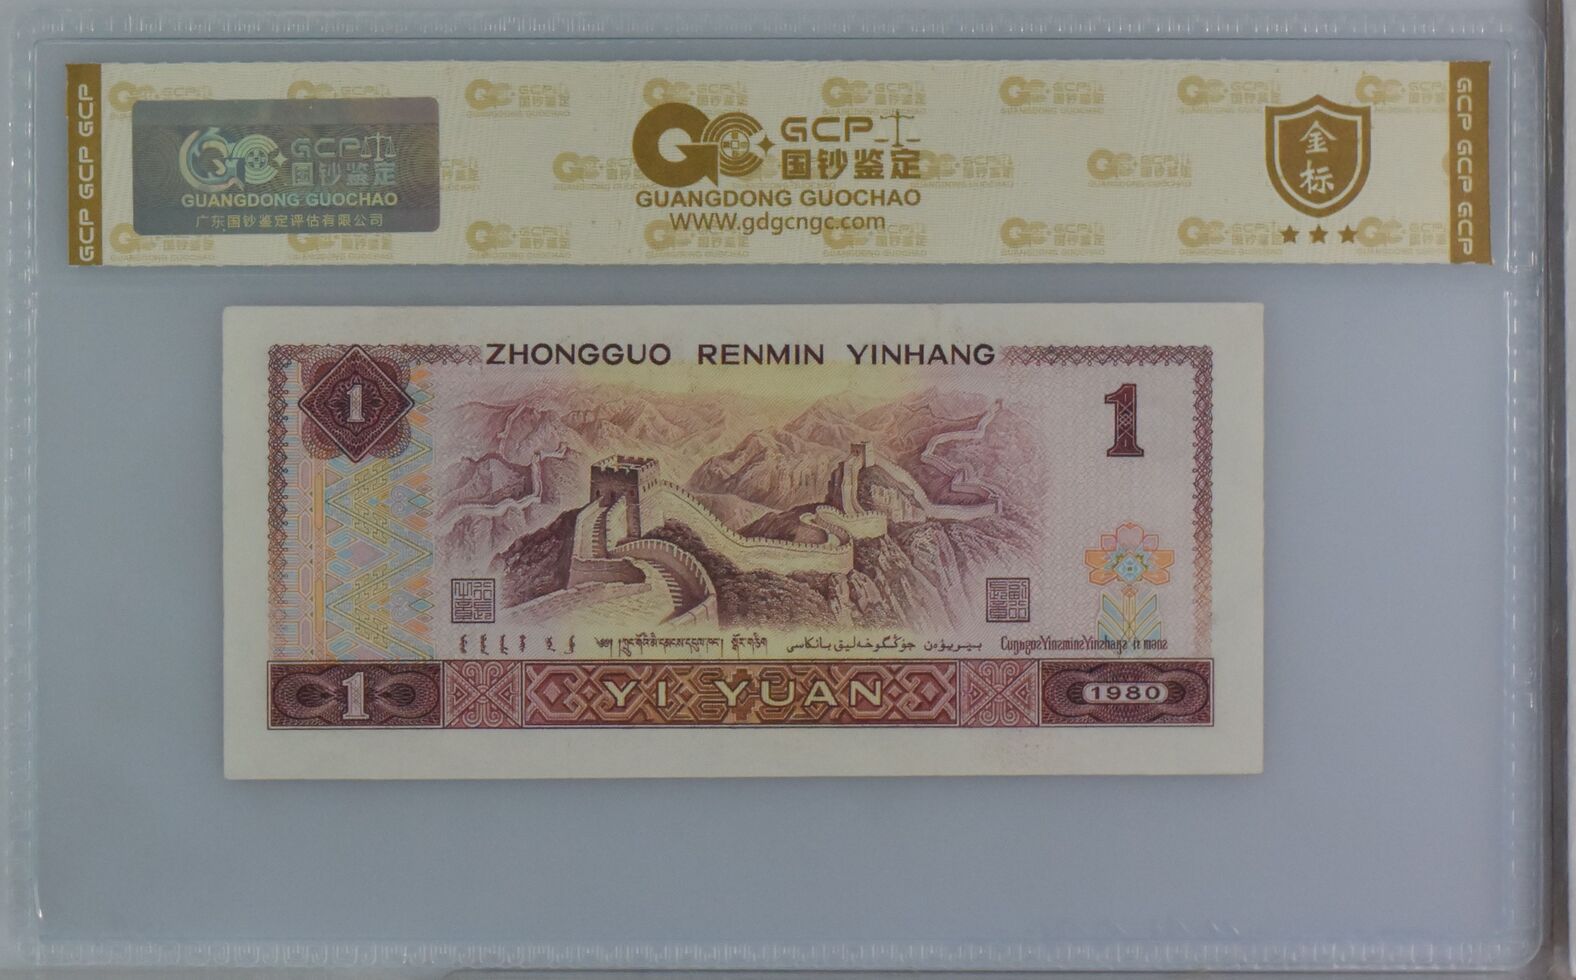 GCP GCP GCP
GCP
国钞鉴定
GUANGDONG GUOCHAO
广东国钞鉴定评估有限公司
GCP
国钞鉴定
GUANGDONG GUOCHAO
WWW.gdgcngc.com
金标
GCP GCP GCP
ZHONGGUO RENMIN YINHANG
1
1
YI YUAN
1
1980